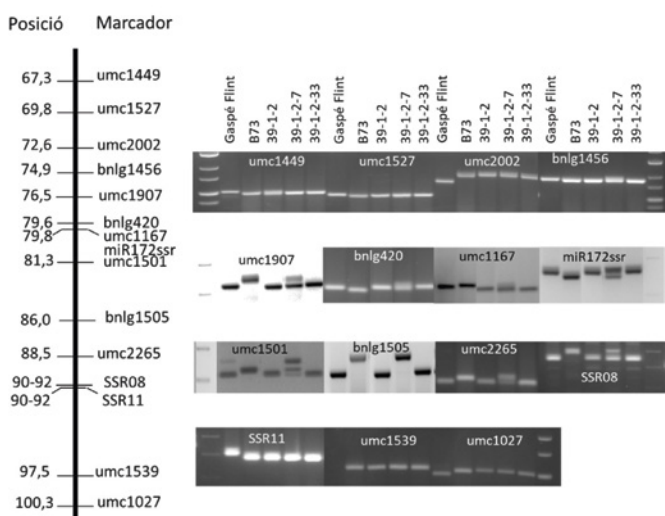 Posició Marcador
67,3 umc1449
69,8 umc1527
72,6 umc2002
74,9 bnlg1456
76,5 umc1907
79,6 bnlg420
79,8 umc1167
miR172ssr
81,3 umc1501
86,0 bnlg1505
88,5 umc2265
90-92 SSR08
90-92 SSR11
97,5 umc1539
100,3 umc1027
Gaspé Flint
B73
39-1-2
39-1-2-7
39-1-2-33
Gaspé Flint
B73
39-1-2
39-1-2-7
39-1-2-33
Gaspé Flint
B73
39-1-2
39-1-2-7
39-1-2-33
Gaspé Flint
B73
39-1-2
39-1-2-7
39-1-2-33
umc1449 umc1527 umc2002 bnlg1456
umc1907 bnlg420 umc1167 miR172ssr
umc1501 bnlg1505 umc2265 SSR08
SSR11 umc1539 umc1027